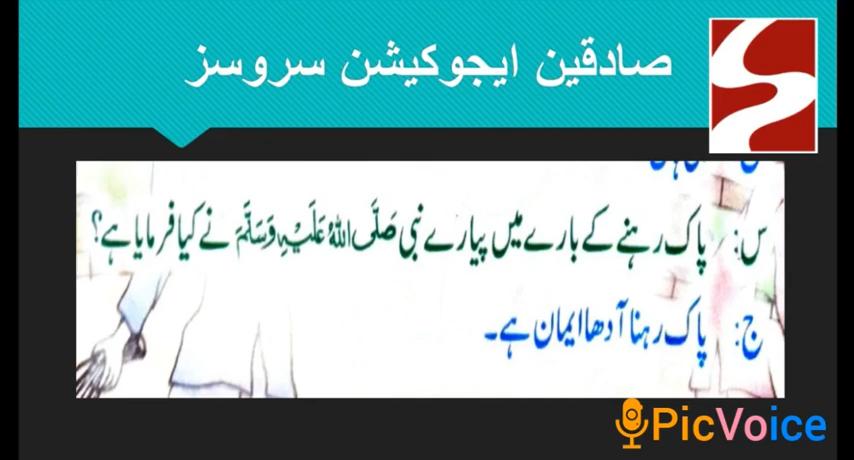 صادقین ایجوکیشن سروسز
س: پاک رہنے کے بارے میں پیارے نبی صَلَّى اللهُ عَلَيْهِ وَسَلَّمَ نے کیا فرمایا ہے؟
ج: پاک رہنا آدھا ایمان ہے۔
PicVoice